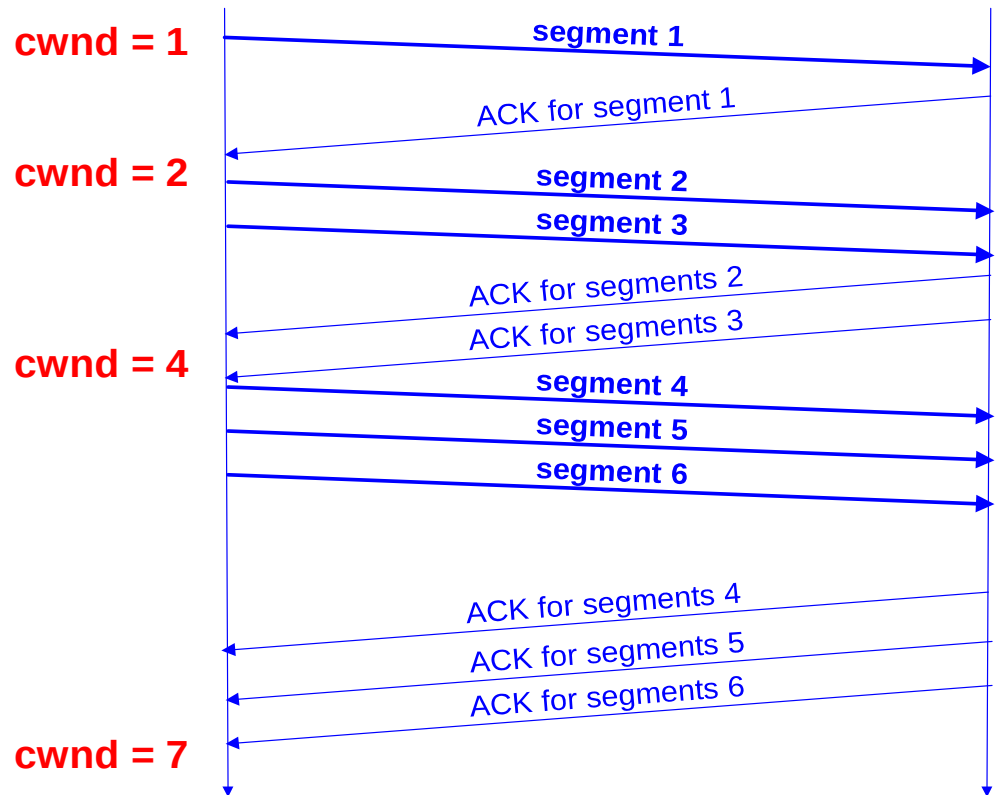 cwnd = 1
segment 1
ACK for segment 1
cwnd = 2
segment 2
segment 3
ACK for segments 2
ACK for segments 3
cwnd = 4
segment 4
segment 5
segment 6
ACK for segments 4
ACK for segments 5
ACK for segments 6
cwnd = 7